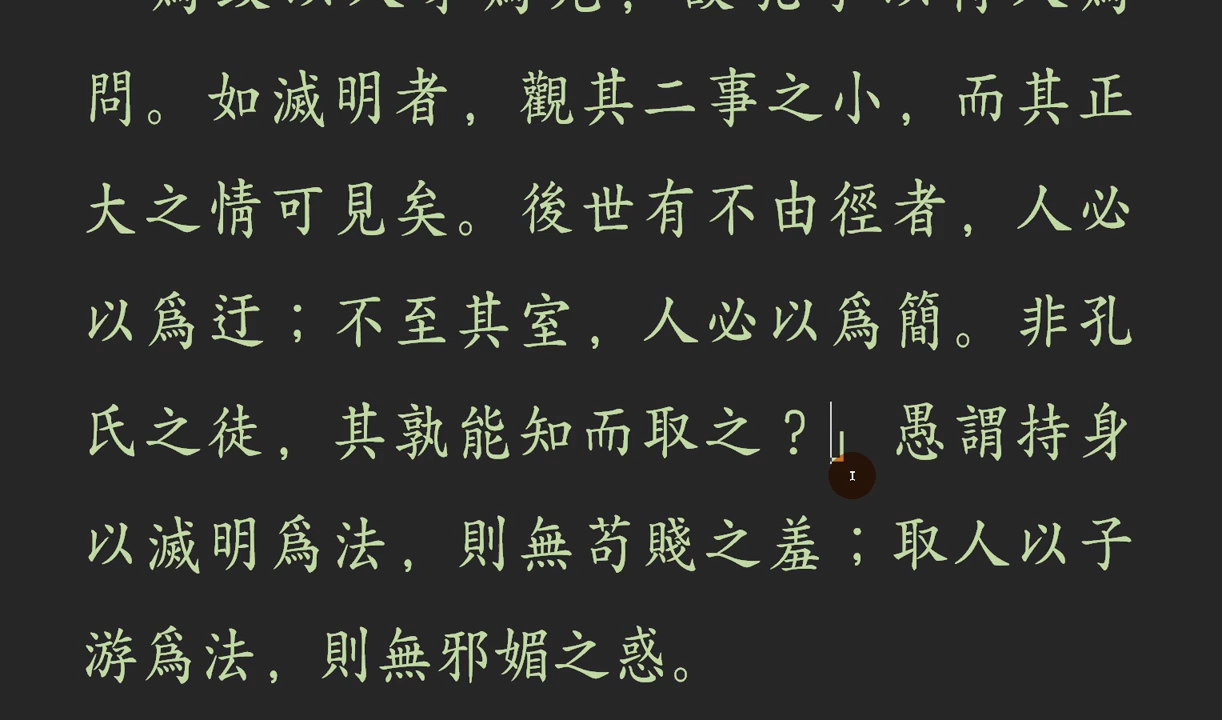 問。如滅明者，觀其二事之小，而其正
大之情可見矣。後世有不由徑者，人必
以爲迂；不至其室，人必以爲簡。非孔
氏之徒，其孰能知而取之？」愚謂持身
以滅明爲法，則無苟賤之羞；取人以子
游爲法，則無邪媚之惑。